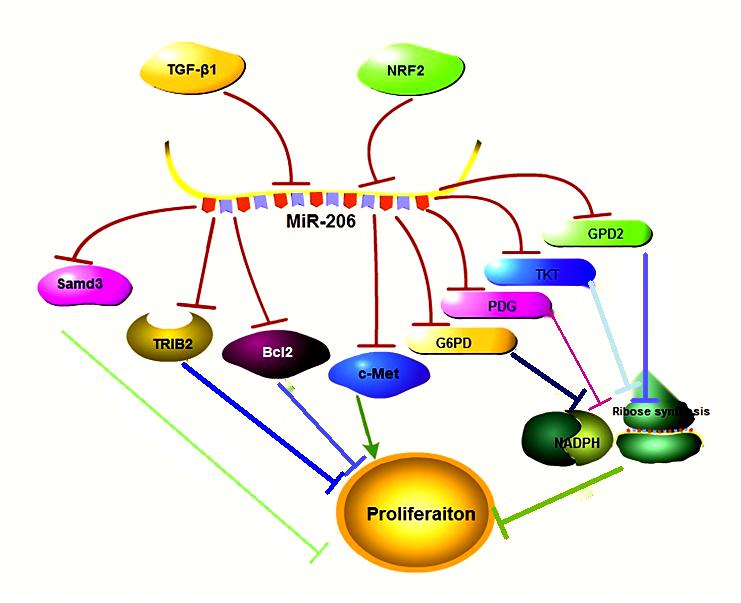 TGF-β1
NRF2
MiR-206
GPD2
TKT
Samd3
PDG
TRIB2
G6PD
Bcl2
c-Met
Ribose synthesis
NADPH
Proliferaiton